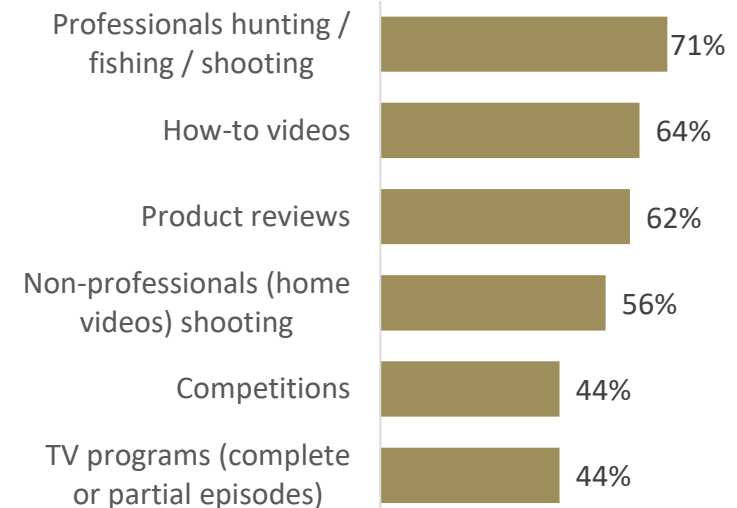 Professionals hunting /
fishing / shooting
71%
How-to videos
64%
Product reviews
62%
Non-professionals (home
videos) shooting
56%
Competitions
44%
TV programs (complete
or partial episodes)
44%